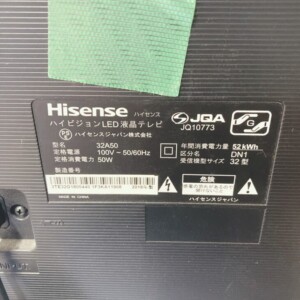 Hisense ハイセンス
ハイビジョンLED液晶テレビ
ハイセンスジャパン株式会社
JQA
JQ10773
型名 32A50
定格電源 100V ~ 50/60Hz
定格消費電力 50W
製造番号
年間消費電力量 52 kWh
区分名 DN1
受信機型サイズ 32 型
危険
ハイセンスジャパン
MADE IN CHINA